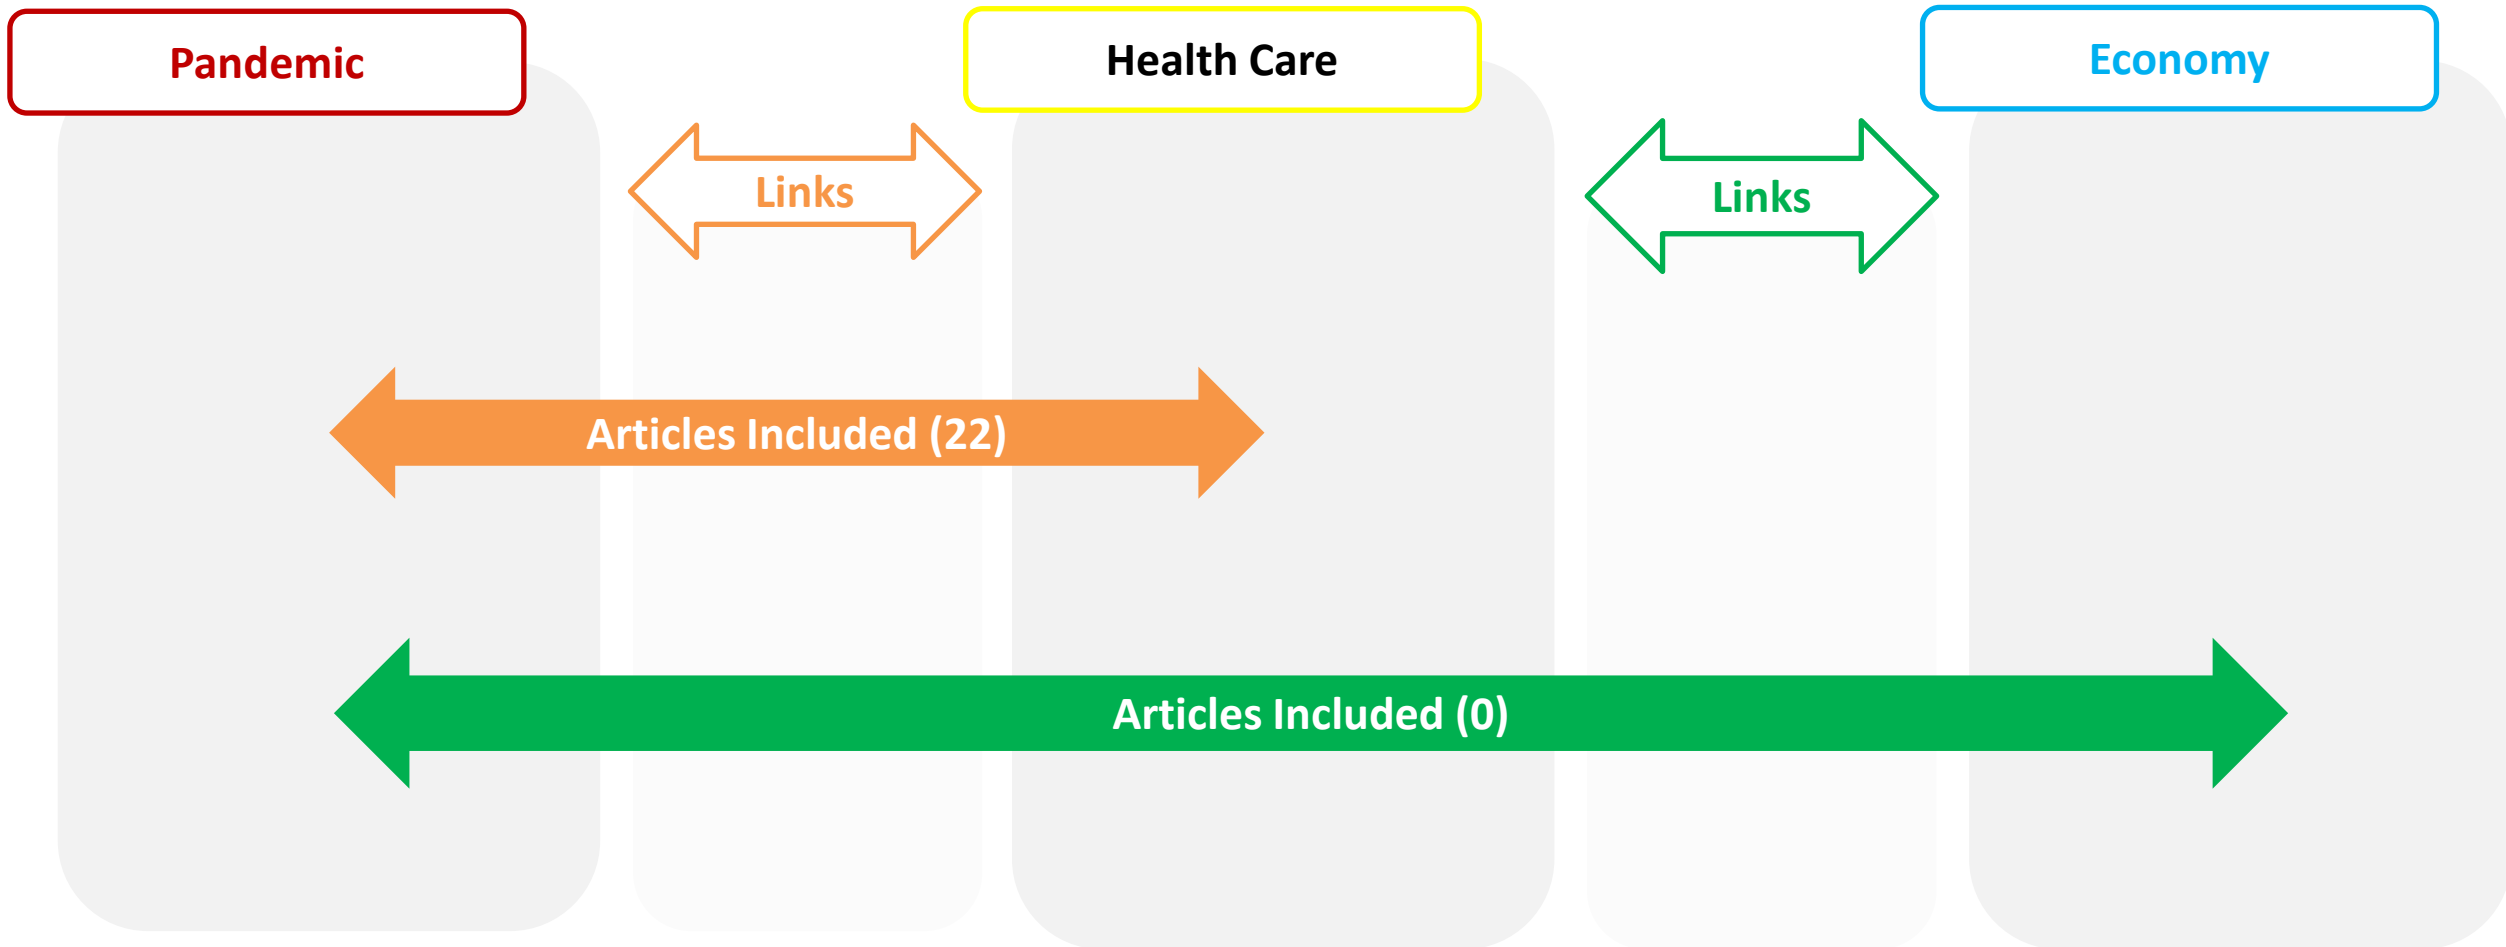 Pandemic
Health Care
Economy
Links
Links
Articles Included (22)
Articles Included (0)